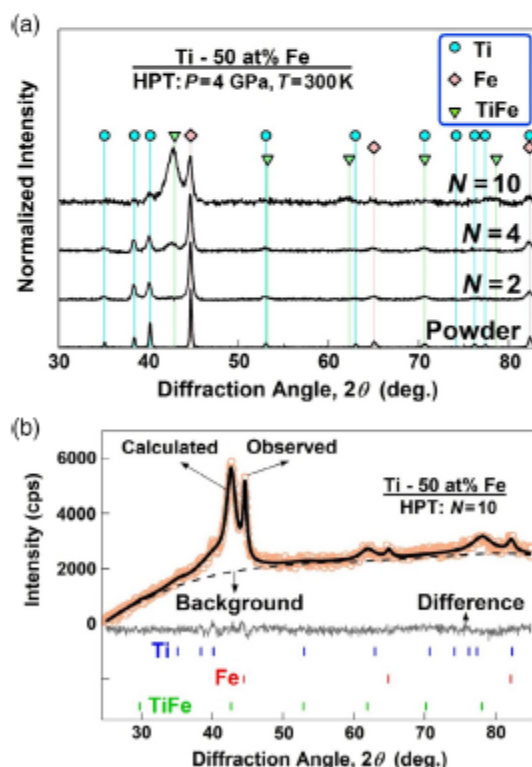 (a)
Ti - 50 at% Fe
HPT: P=4 GPa, T=300K
Ti
Fe
TiFe
Normalized Intensity
N=10
N=4
N=2
Powder
30 40 50 60 70 80
Diffraction Angle, 2θ (deg.)
(b)
Calculated
Observed
Ti - 50 at% Fe
HPT: N=10
Intensity (cps)
6000
4000
2000
0
Background
Difference
Ti
Fe
TiFe
30 40 50 60 70 80
Diffraction Angle, 2θ (deg.)